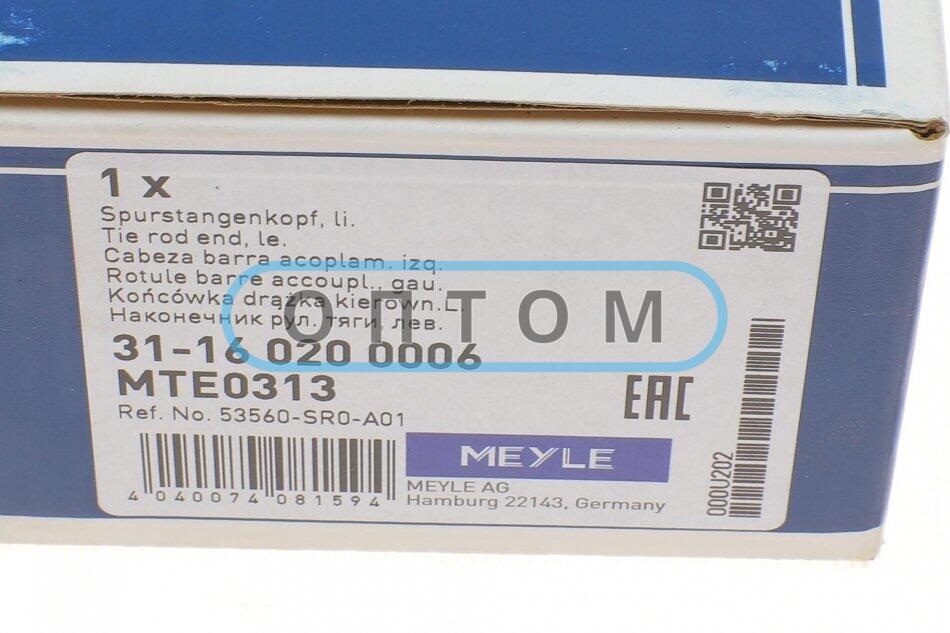 1 x
Spurstangenkopf, li.
Tie rod end, le.
Cabeza barra acoplam. izq.
Rotule barre accoupl., gau.
Końcówka drążka kierown.L.
Наконечник рул. тяги, лев.
ОПТОМ
31-16 020 0006
MTE0313
EAC
Ref. No. 53560-SR0-A01
MEYLE
4 040074 081594
MEYLE AG
Hamburg 22143, Germany
000U202